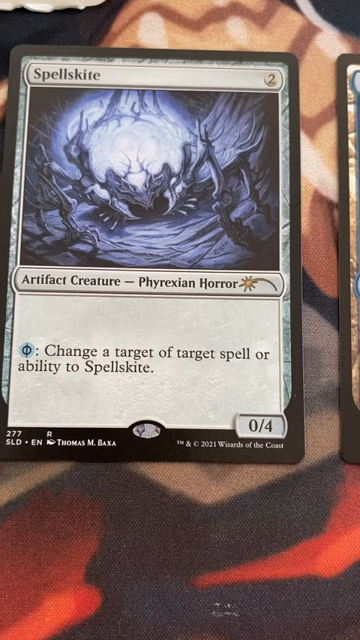 Spellskite 2
Artifact Creature — Phyrexian Horror
: Change a target of target spell or
ability to Spellskite.
0/4
277 R
SLD • EN Thomas M. Baxa
™ & © 2021 Wizards of the Coast